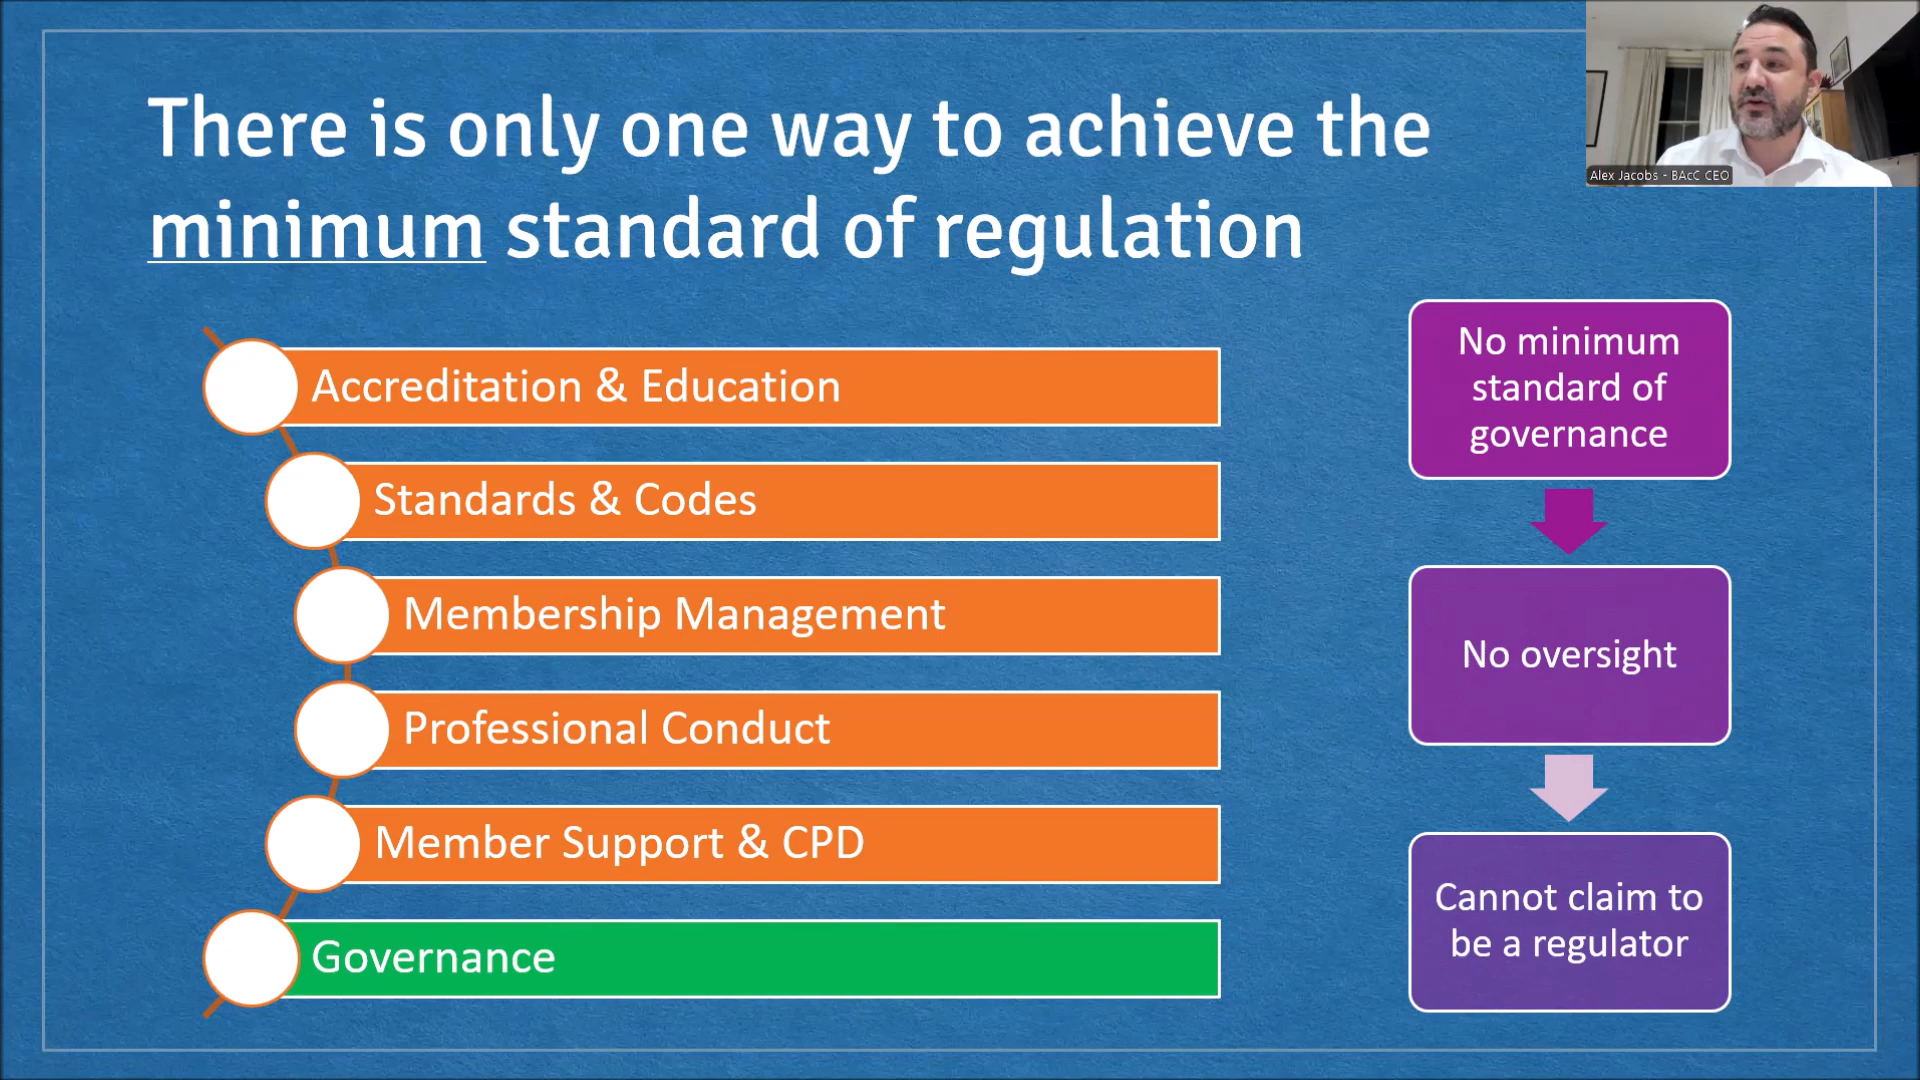 There is only one way to achieve the
minimum standard of regulation
Alex Jacobs - BAcC CEO
Accreditation & Education
Standards & Codes
Membership Management
Professional Conduct
Member Support & CPD
Governance
No minimum
standard of
governance
No oversight
Cannot claim to
be a regulator